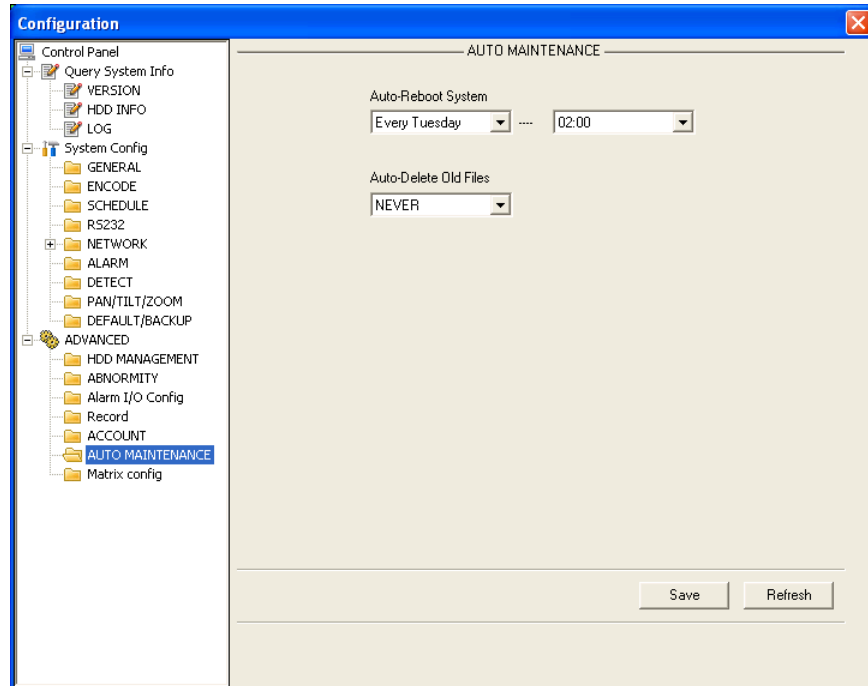 Configuration
Control Panel
Query System Info
VERSION
HDD INFO
LOG
System Config
GENERAL
ENCODE
SCHEDULE
RS232
NETWORK
ALARM
DETECT
PAN/TILT/ZOOM
DEFAULT/BACKUP
ADVANCED
HDD MANAGEMENT
ABNORMITY
Alarm I/O Config
Record
ACCOUNT
AUTO MAINTENANCE
Matrix config
AUTO MAINTENANCE
Auto-Reboot System
Every Tuesday ---- 02:00
Auto-Delete Old Files
NEVER
Save Refresh